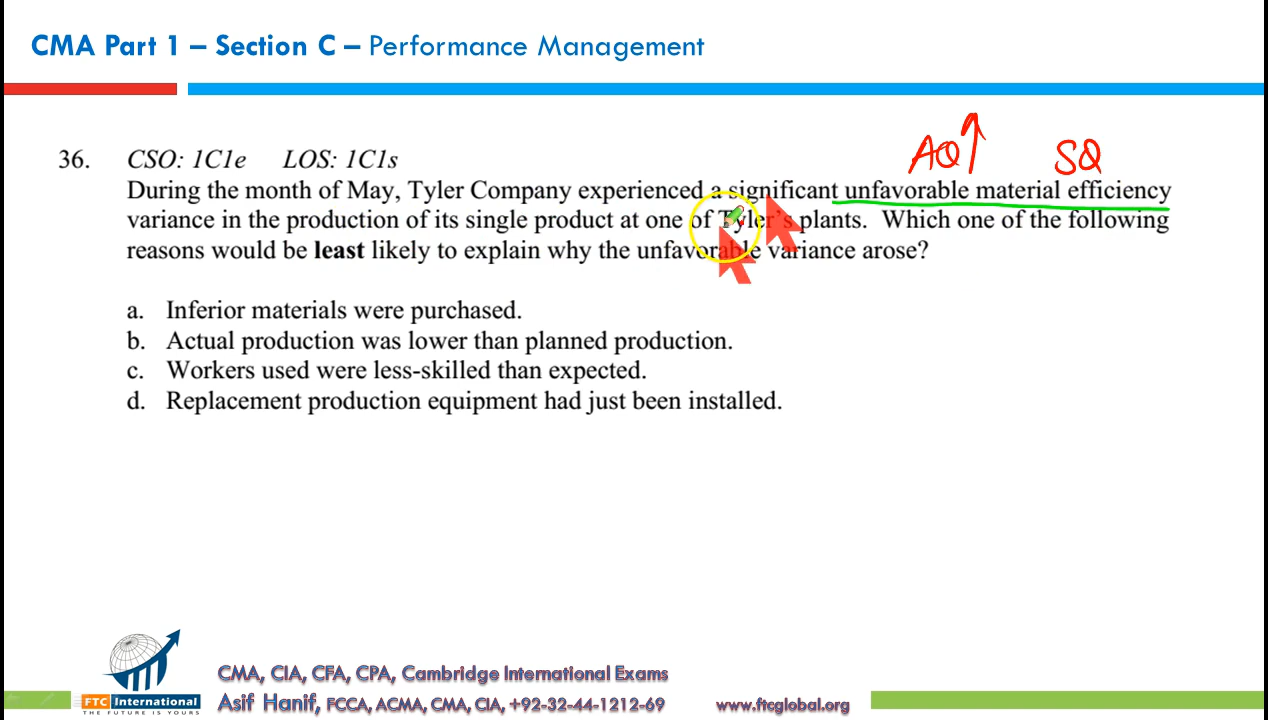 CMA Part 1 – Section C – Performance Management
AQ↑ SQ
36. CSO: 1C1e LOS: 1C1s
During the month of May, Tyler Company experienced a significant unfavorable material efficiency
variance in the production of its single product at one of Tyler's plants. Which one of the following
reasons would be least likely to explain why the unfavorable variance arose?
a. Inferior materials were purchased.
b. Actual production was lower than planned production.
c. Workers used were less-skilled than expected.
d. Replacement production equipment had just been installed.
FTC International
THE FUTURE IS YOURS
CMA, CIA, CFA, CPA, Cambridge International Exams
Asif Hanif, FCCA, ACMA, CMA, CIA, +92-32-44-1212-69 www.ftcglobal.org